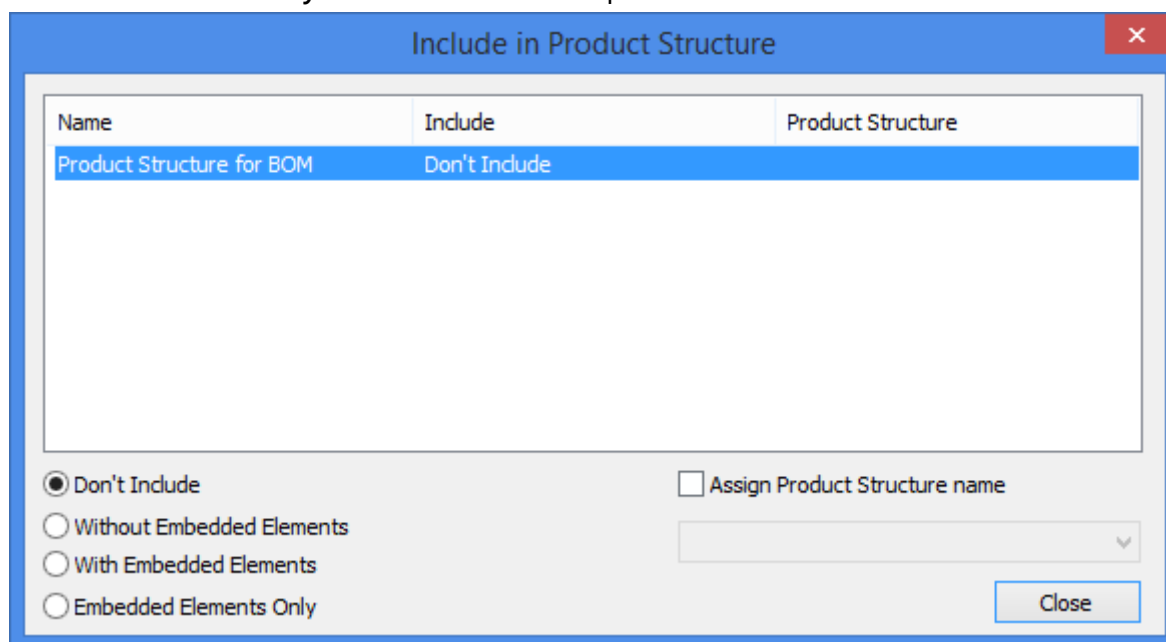 Include in Product Structure
Name Include Product Structure
Product Structure for BOM Don't Include
Don't Include Assign Product Structure name
Without Embedded Elements
With Embedded Elements
Embedded Elements Only Close